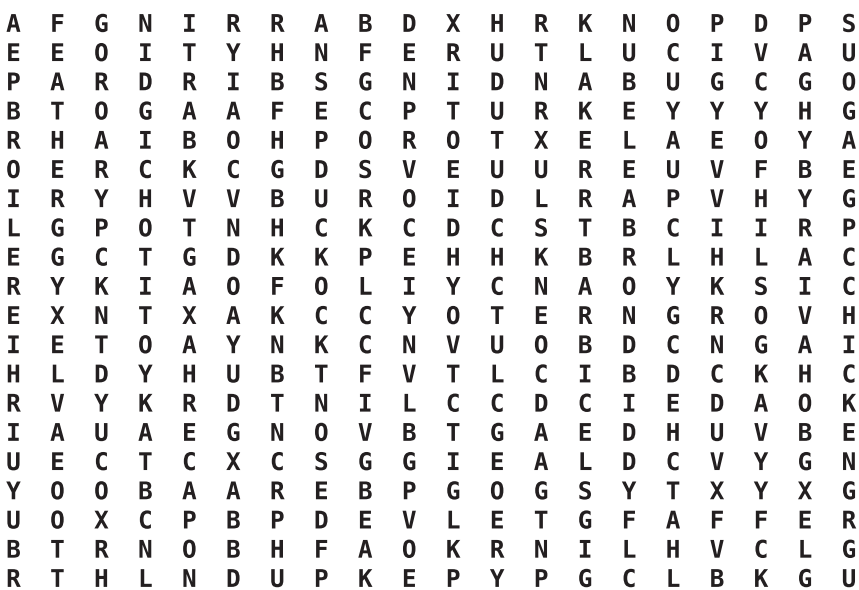 A F G N I R R A B D X H R K N O P D P S
E E O I T Y H N F E R U T L U C I V A U
P A R D R I B S G N I D N A B U G C G O
B T O G A A F E C P T U R K E Y Y Y H G
R H A I B O H P O R O T X E L A E O Y A
O E R C K C G D S V E U U R E U V F B E
I R Y H V V B U R O I D L R A P V H Y G
L G P O T N H C K C D C S T B C I I R P
E G C T G D K K P E H H K B R L H L A C
R Y K I A O F O L I Y C N A O Y K S I C
E X N T X A K C C Y O T E R N G R O V H
I E T O A Y N K C N V U O B D C N G A I
H L D Y H U B T F V T L C I B D C K H C
R V Y K R D T N I L C C D C I E D A O K
I A U A E G N O V B T G A E D H U V B E
U E C T C X C S G G I E A L D C V Y G N
Y O O B A A R E B P G O G S Y T X Y X G
U O X C P B P D E V L E T G F A F F E R
B T R N O B H F A O K R N I L H V C L G
R T H L N D U P K E P Y P G C L B K G U